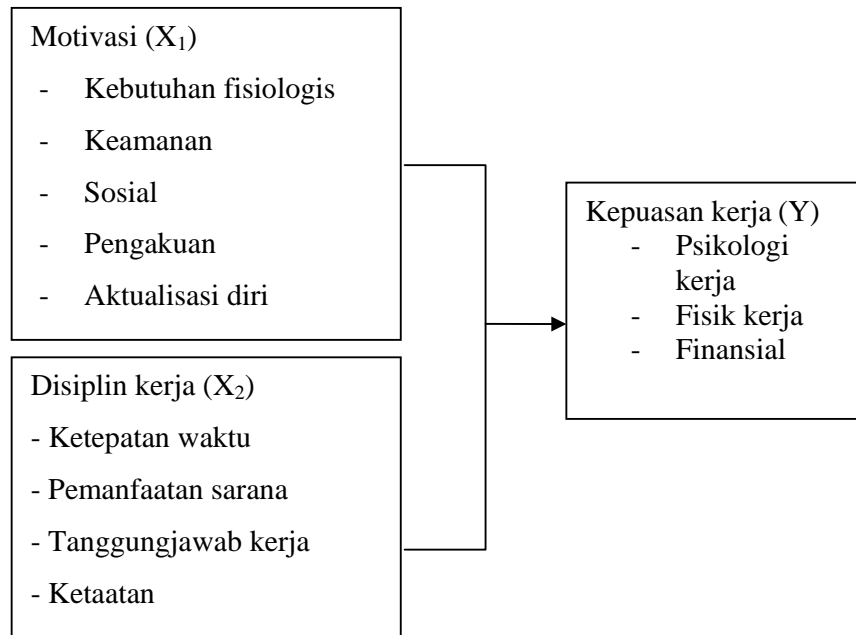 Motivasi (X₁)
- Kebutuhan fisiologis
- Keamanan
- Sosial
- Pengakuan
- Aktualisasi diri
Disiplin kerja (X₂)
- Ketepatan waktu
- Pemanfaatan sarana
- Tanggungjawab kerja
- Ketaatan
Kepuasan kerja (Y)
- Psikologi
kerja
- Fisik kerja
- Finansial